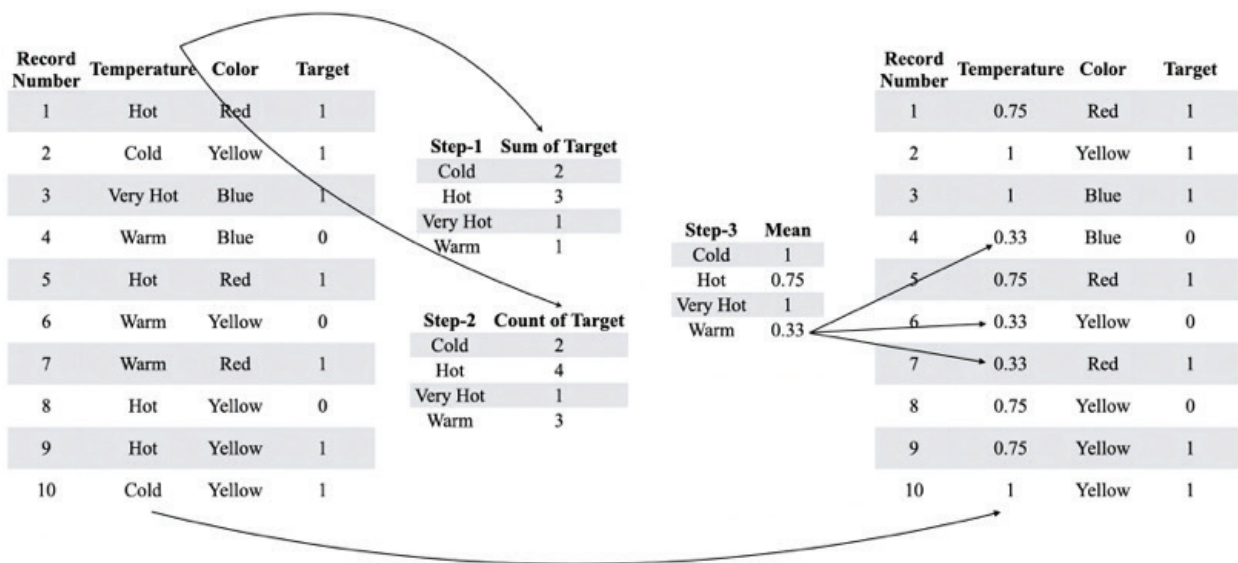 Record Number Temperature Color Target
1 Hot Red 1
2 Cold Yellow 1
3 Very Hot Blue 1
4 Warm Blue 0
5 Hot Red 1
6 Warm Yellow 0
7 Warm Red 1
8 Hot Yellow 0
9 Hot Yellow 1
10 Cold Yellow 1
Step-1 Sum of Target
Cold 2
Hot 3
Very Hot 1
Warm 1
Step-2 Count of Target
Cold 2
Hot 4
Very Hot 1
Warm 3
Step-3 Mean
Cold 1
Hot 0.75
Very Hot 1
Warm 0.33
Record Number Temperature Color Target
1 0.75 Red 1
2 1 Yellow 1
3 1 Blue 1
4 0.33 Blue 0
5 0.75 Red 1
6 0.33 Yellow 0
7 0.33 Red 1
8 0.75 Yellow 0
9 0.75 Yellow 1
10 1 Yellow 1